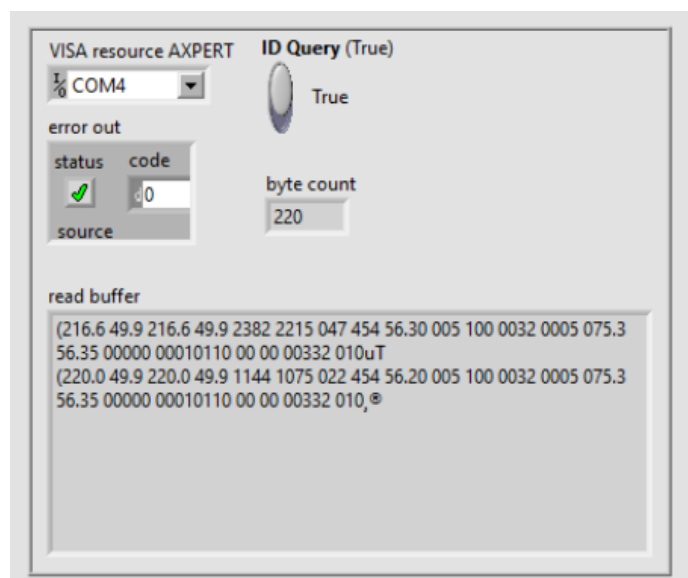 VISA resource AXPERT
ID Query (True)
I/O COM4
True
error out
status code
d 0
source
byte count
220
read buffer
(216.6 49.9 216.6 49.9 2382 2215 047 454 56.30 005 100 0032 0005 075.3
56.35 00000 00010110 00 00 00332 010uT
(220.0 49.9 220.0 49.9 1144 1075 022 454 56.20 005 100 0032 0005 075.3
56.35 00000 00010110 00 00 00332 010¸®